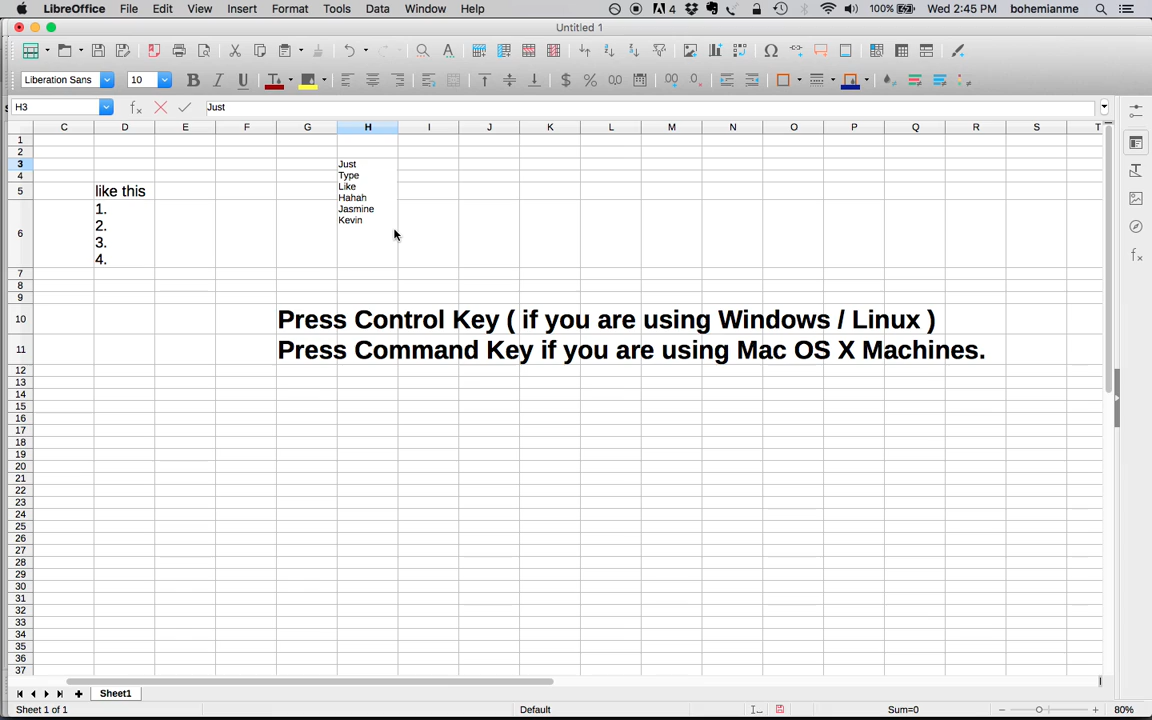 LibreOffice File Edit View Insert Format Tools Data Window Help 4 100% Wed 2:45 PM bohemianme
Untitled 1
Liberation Sans 10
H3 Just
C D E F G H I J K L M N O P Q R S T
1
2
3 Just
4 Type
Like
5 like this
Hahah
Jasmine
Kevin
6 1.
2.
3.
4.
7
8
9
10 Press Control Key ( if you are using Windows / Linux )
11 Press Command Key if you are using Mac OS X Machines.
12
13
14
15
16
17
18
19
20
21
22
23
24
25
26
27
28
29
30
31
32
33
34
35
36
37
Sheet1
Sheet 1 of 1 Default Sum=0 80%